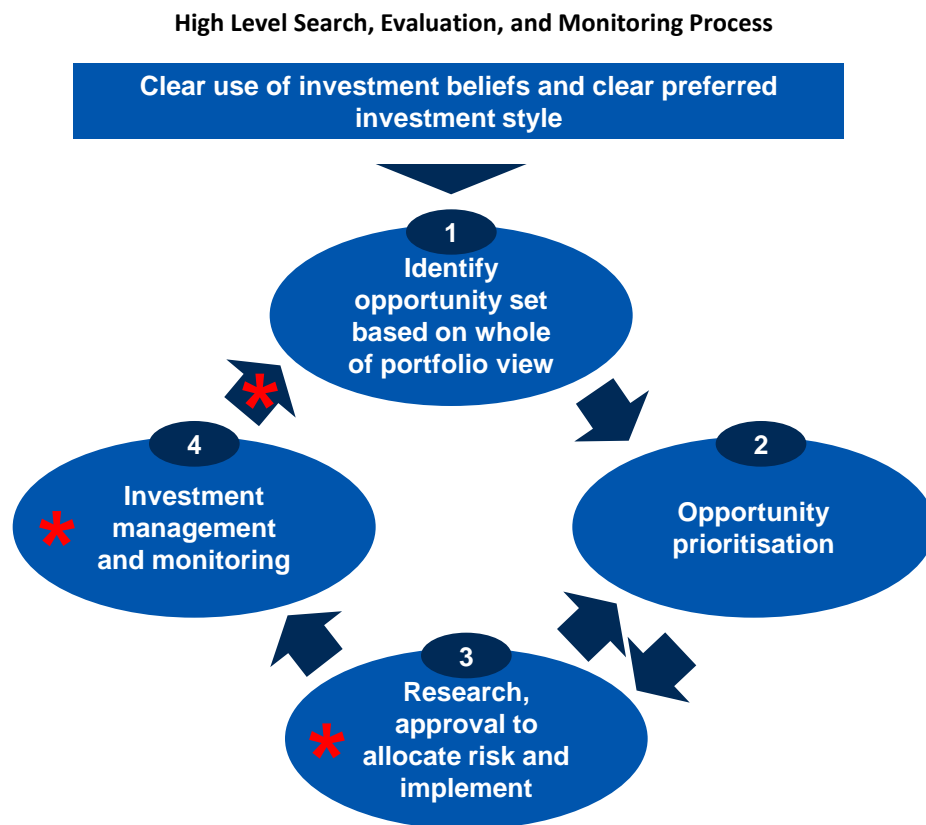 High Level Search, Evaluation, and Monitoring Process
Clear use of investment beliefs and clear preferred
investment style
1
Identify
opportunity set
based on whole
of portfolio view
*
4
Investment
management
and monitoring
*
2
Opportunity
prioritisation
3
Research,
approval to
allocate risk and
implement
*